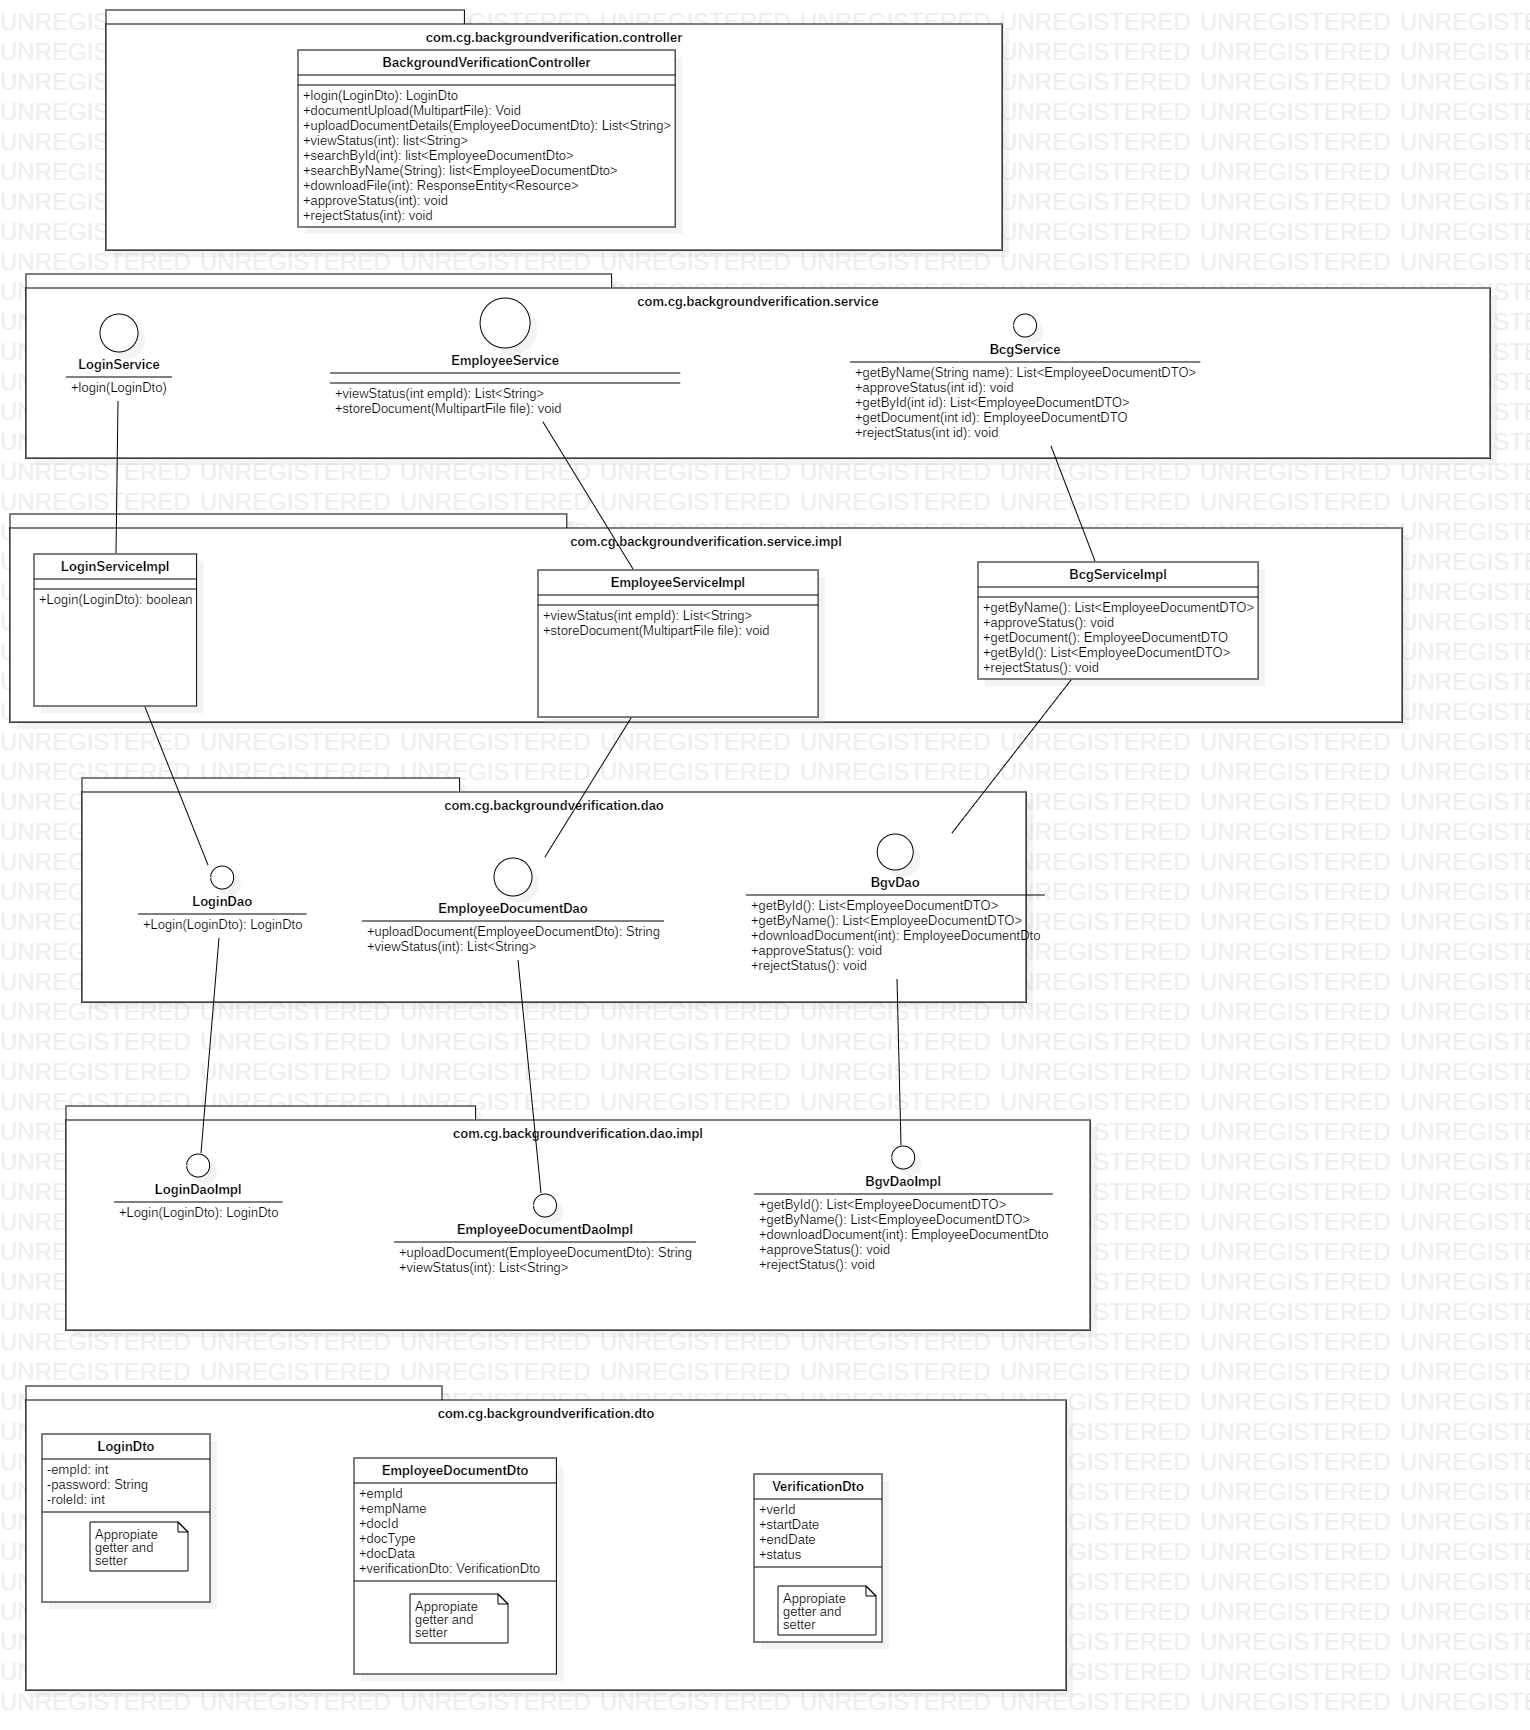 com.cg.backgroundverification.controller
BackgroundVerificationController
+login(LoginDto): LoginDto
+documentUpload(MultipartFile): Void
+uploadDocumentDetails(EmployeeDocumentDto): List<String>
+viewStatus(int): list<String>
+searchById(int): list<EmployeeDocumentDto>
+searchByName(String): list<EmployeeDocumentDto>
+downloadFile(int): ResponseEntity<Resource>
+approveStatus(int): void
+rejectStatus(int): void
com.cg.backgroundverification.service
LoginService
+login(LoginDto)
EmployeeService
+viewStatus(int empId): List<String>
+storeDocument(MultipartFile file): void
BcgService
+getByName(String name): List<EmployeeDocumentDTO>
+approveStatus(int id): void
+getById(int id): List<EmployeeDocumentDTO>
+getDocument(int id): EmployeeDocumentDTO
+rejectStatus(int id): void
com.cg.backgroundverification.service.impl
LoginServiceImpl
+Login(LoginDto): boolean
EmployeeServiceImpl
+viewStatus(int empId): List<String>
+storeDocument(MultipartFile file): void
BcgServiceImpl
+getByName(): List<EmployeeDocumentDTO>
+approveStatus(): void
+getDocument(): EmployeeDocumentDTO
+getById(): List<EmployeeDocumentDTO>
+rejectStatus(): void
com.cg.backgroundverification.dao
LoginDao
+Login(LoginDto): LoginDto
EmployeeDocumentDao
+uploadDocument(EmployeeDocumentDto): String
+viewStatus(int): List<String>
BgvDao
+getById(): List<EmployeeDocumentDTO>
+getByName(): List<EmployeeDocumentDTO>
+downloadDocument(int): EmployeeDocumentDto
+approveStatus(): void
+rejectStatus(): void
com.cg.backgroundverification.dao.impl
LoginDaoImpl
+Login(LoginDto): LoginDto
EmployeeDocumentDaoImpl
+uploadDocument(EmployeeDocumentDto): String
+viewStatus(int): List<String>
BgvDaoImpl
+getById(): List<EmployeeDocumentDTO>
+getByName(): List<EmployeeDocumentDTO>
+downloadDocument(int): EmployeeDocumentDto
+approveStatus(): void
+rejectStatus(): void
com.cg.backgroundverification.dto
LoginDto
-empId: int
-password: String
-roleId: int
Appropiate
getter and
setter
EmployeeDocumentDto
+empId
+empName
+docId
+docType
+docData
+verificationDto: VerificationDto
Appropiate
getter and
setter
VerificationDto
+verId
+startDate
+endDate
+status
Appropiate
getter and
setter
UNREGISTERED